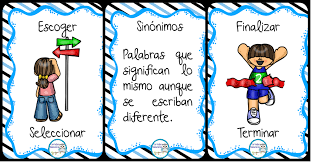 Escoger
Seleccionar
Sinónimos
Palabras que
significan lo
mismo aunque
se escriban
diferente.
Finalizar
Terminar